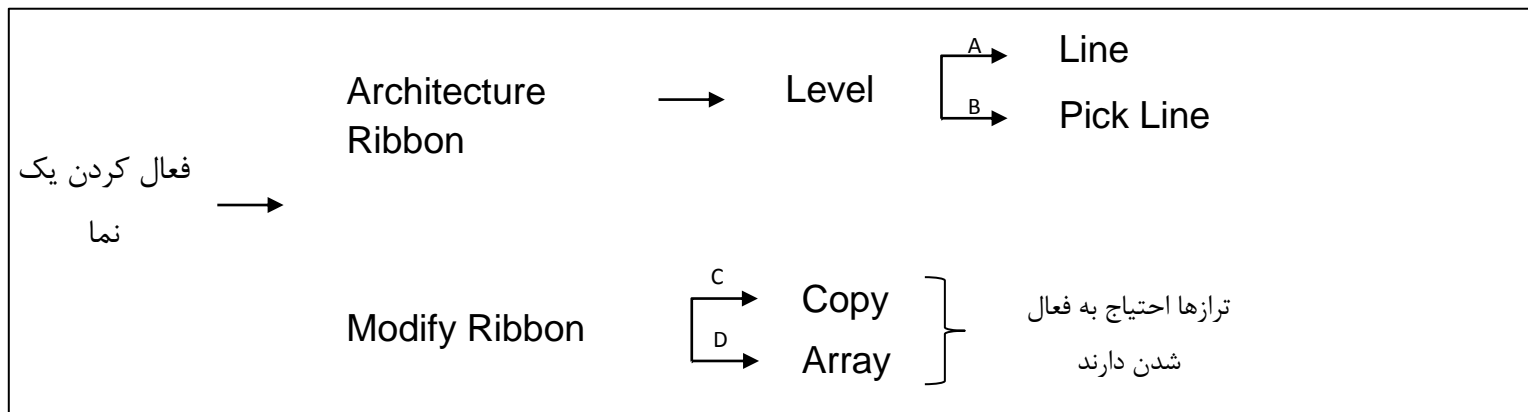 فعال کردن یک
نما
Architecture
Ribbon
Level
A
Line
B
Pick Line
Modify Ribbon
C
Copy
D
Array
ترازها احتیاج به فعال
شدن دارند